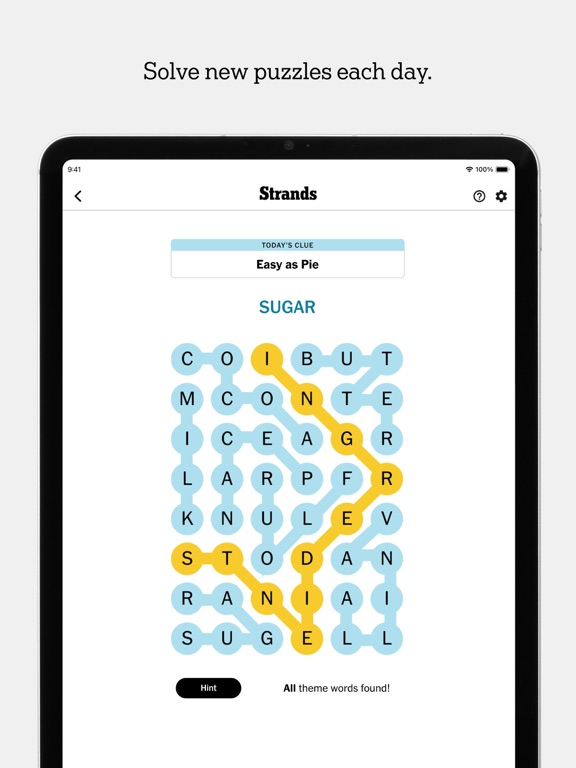 Solve new puzzles each day.
9:41
100%
Strands
TODAY'S CLUE
Easy as Pie
SUGAR
C O I B U T
M C O N T E
I C E A G R
L A R P F R
K N U L E V
S T O D A N
R A N I A I
S U G E L L
Hint
All theme words found!